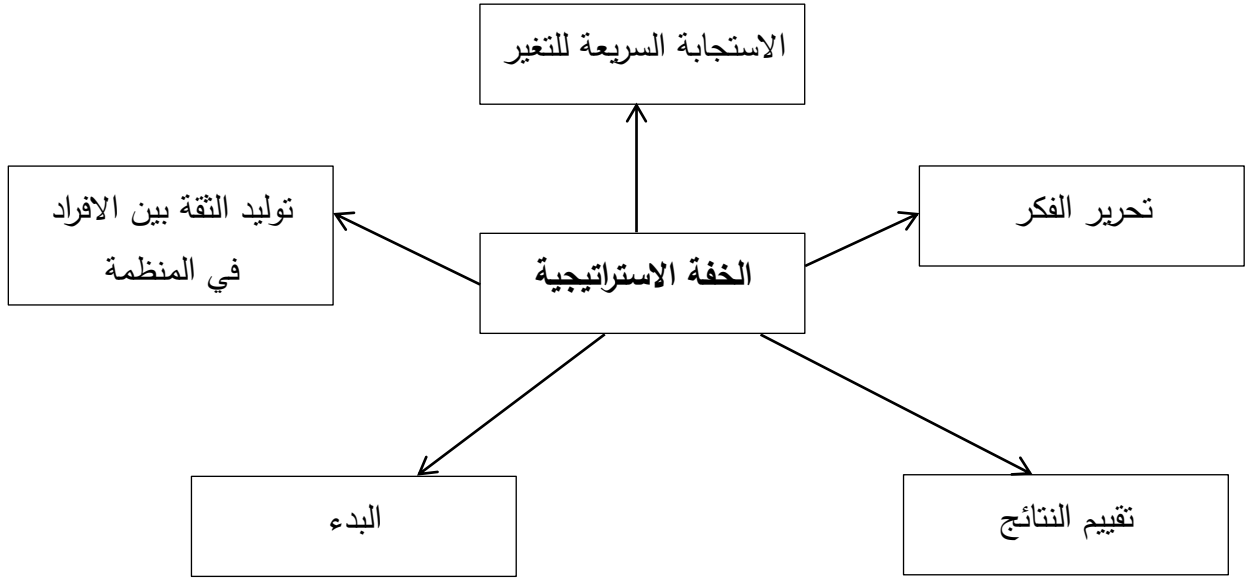 الاستجابة السريعة للتغير
تحرير الفكر
توليد الثقة بين الافراد
في المنظمة
الخفة الاستراتيجية
تقييم النتائج
البدء